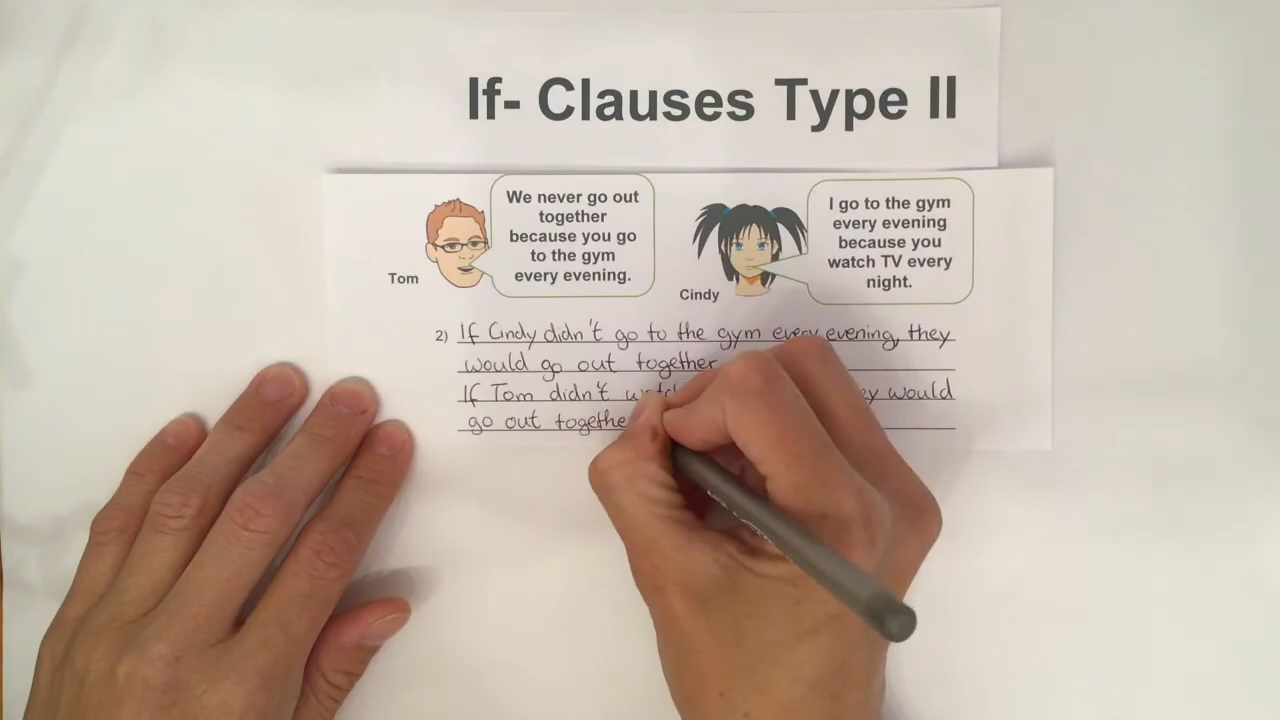 If- Clauses Type II
We never go out
together
because you go
to the gym
every evening.
Tom
I go to the gym
every evening
because you
watch TV every
night.
Cindy
2) If Cindy didn't go to the gym every evening, they
would go out together
If Tom didn't would
go out